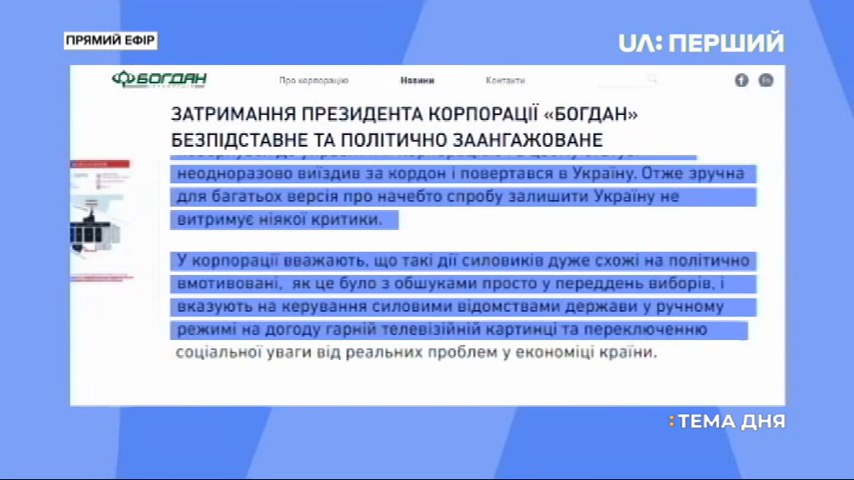 ПРЯМИЙ ЕФІР
UA: ПЕРШИЙ
БОГДАН
Про корпорацію
Новини
Контакти
ЗАТРИМАННЯ ПРЕЗИДЕНТА КОРПОРАЦІЇ «БОГДАН»
БЕЗПІДСТАВНЕ ТА ПОЛІТИЧНО ЗААНГАЖОВАНЕ
неодноразово виїздив за кордон і повертався в Україну. Отже зручна
для багатьох версія про начебто спробу залишити Україну не
витримує ніякої критики.
У корпорації вважають, що такі дії силовиків дуже схожі на політично
вмотивовані, як це було з обшуками просто у переддень виборів, і
вказують на керування силовими відомствами держави у ручному
режимі на догоду гарній телевізійній картинці та переключенню
соціальної уваги від реальних проблем у економіці країни.
:ТЕМА ДНЯ